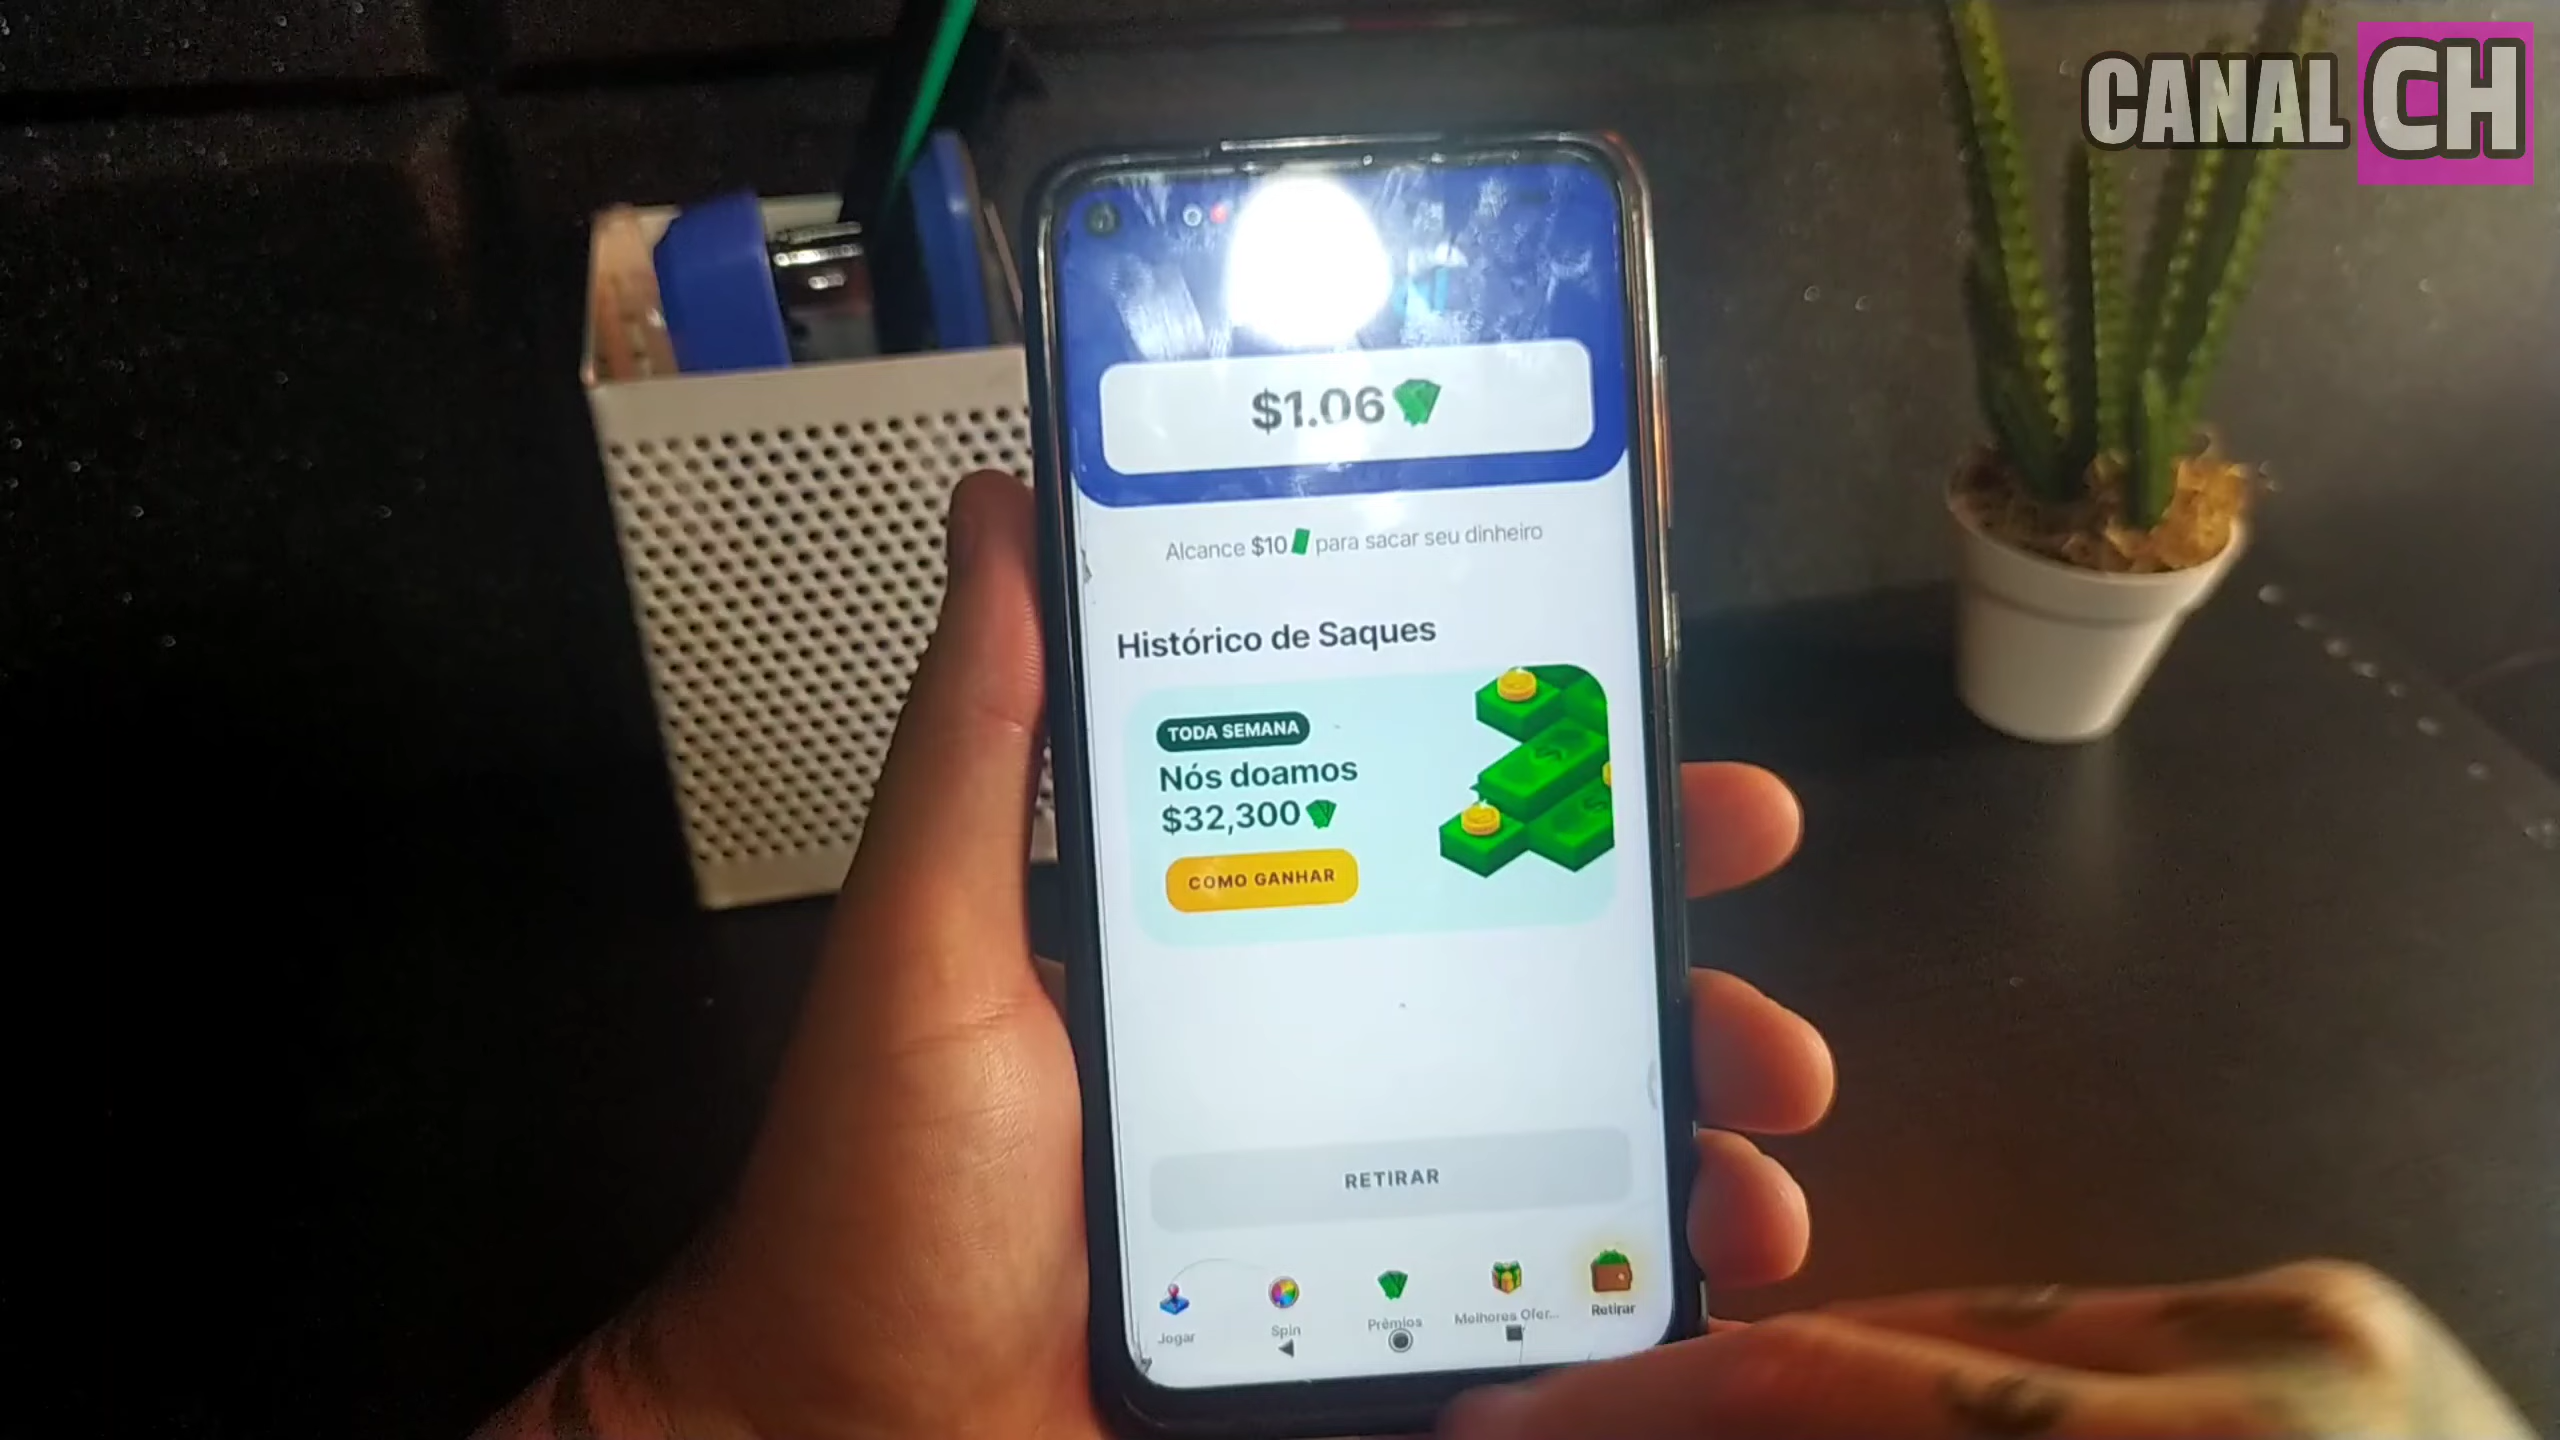 CANAL CH
$1.06
Alcance $10 para sacar seu dinheiro
Histórico de Saques
TODA SEMANA
Nós doamos
$32,300
COMO GANHAR
RETIRAR
Jogar
Spin
Prêmios
Melhores Ofer...
Retirar